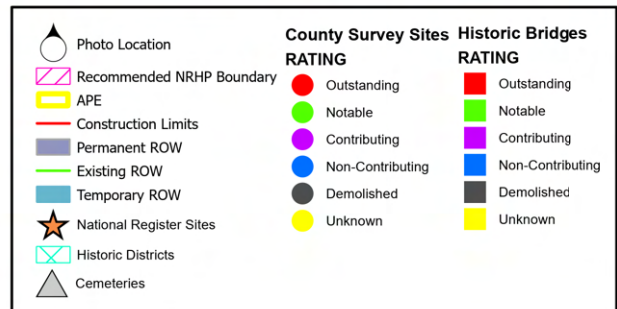 Photo Location
Recommended NRHP Boundary
APE
Construction Limits
Permanent ROW
Existing ROW
Temporary ROW
National Register Sites
Historic Districts
Cemeteries
County Survey Sites
RATING
Outstanding
Notable
Contributing
Non-Contributing
Demolished
Unknown
Historic Bridges
RATING
Outstanding
Notable
Contributing
Non-Contributing
Demolished
Unknown